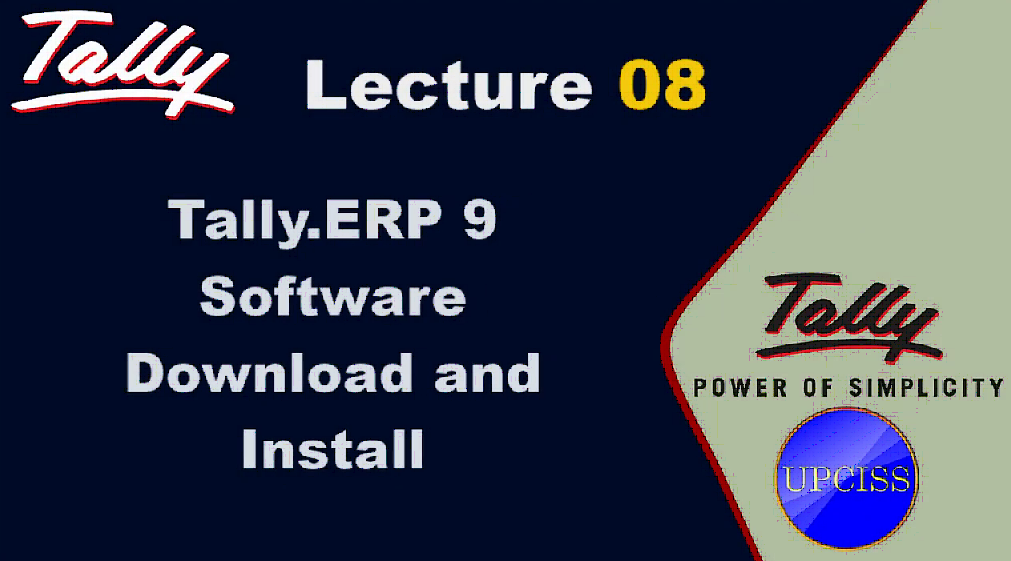 Tally
Lecture 08
Tally.ERP 9
Software
Download and
Install
Tally
POWER OF SIMPLICITY
UPCISS